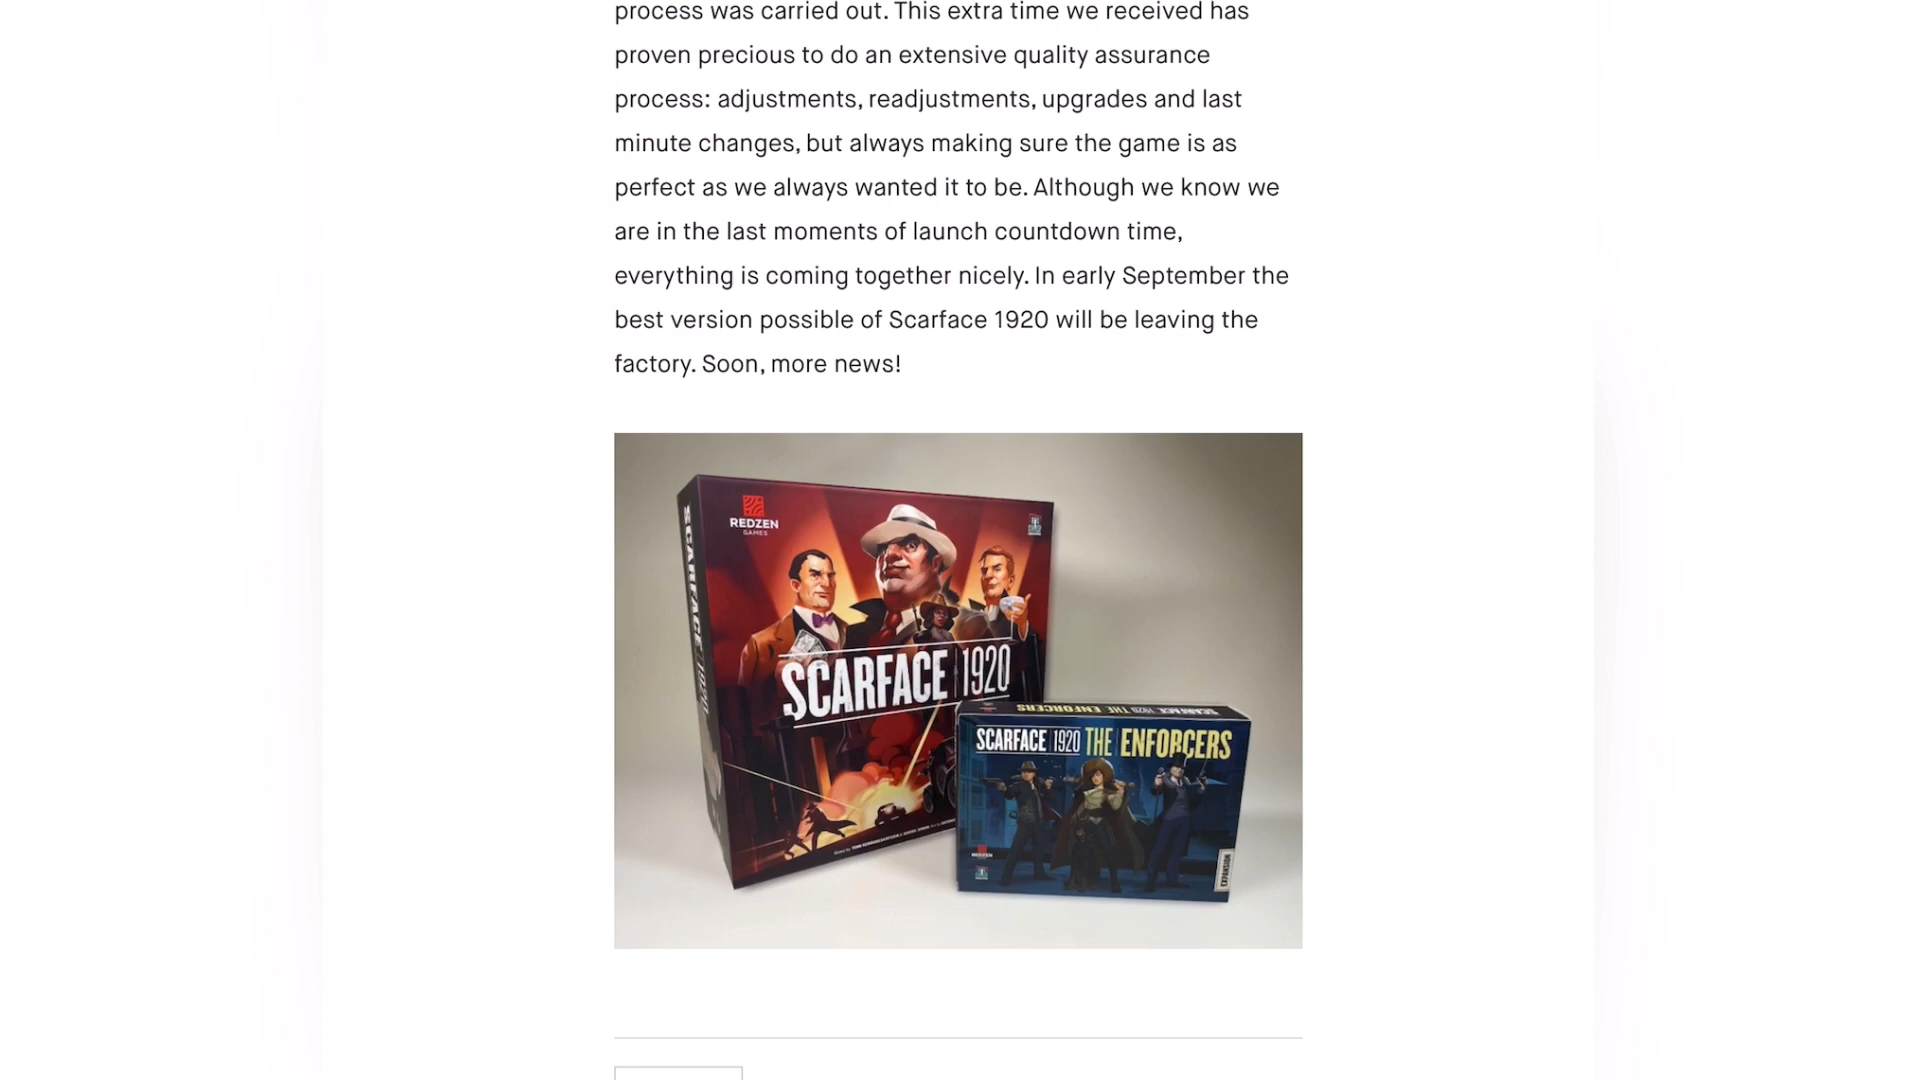 process was carried out. This extra time we received has
proven precious to do an extensive quality assurance
process: adjustments, readjustments, upgrades and last
minute changes, but always making sure the game is as
perfect as we always wanted it to be. Although we know we
are in the last moments of launch countdown time,
everything is coming together nicely. In early September the
best version possible of Scarface 1920 will be leaving the
factory. Soon, more news!
REDZEN
GAMES
SCARFACE 1920
SCARFACE | 1920
SCARFACE 1920 THE ENFORCERS
SCARFACE | 1920 THE ENFORCERS
REDZEN
EXPANSION